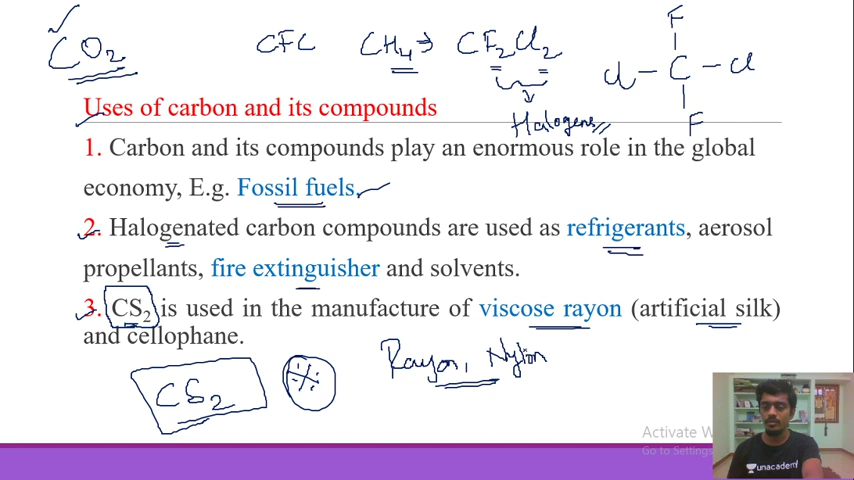 CO2 CFC CH4 ⇒ CF2Cl2
F
Cl – C – Cl
F
Halogens
Uses of carbon and its compounds
1. Carbon and its compounds play an enormous role in the global
economy, E.g. Fossil fuels.
2. Halogenated carbon compounds are used as refrigerants, aerosol
propellants, fire extinguisher and solvents.
3. CS2 is used in the manufacture of viscose rayon (artificial silk)
and cellophane.
Rayon, Nylon
CS2
Activate W
Go to Settings
unacademy